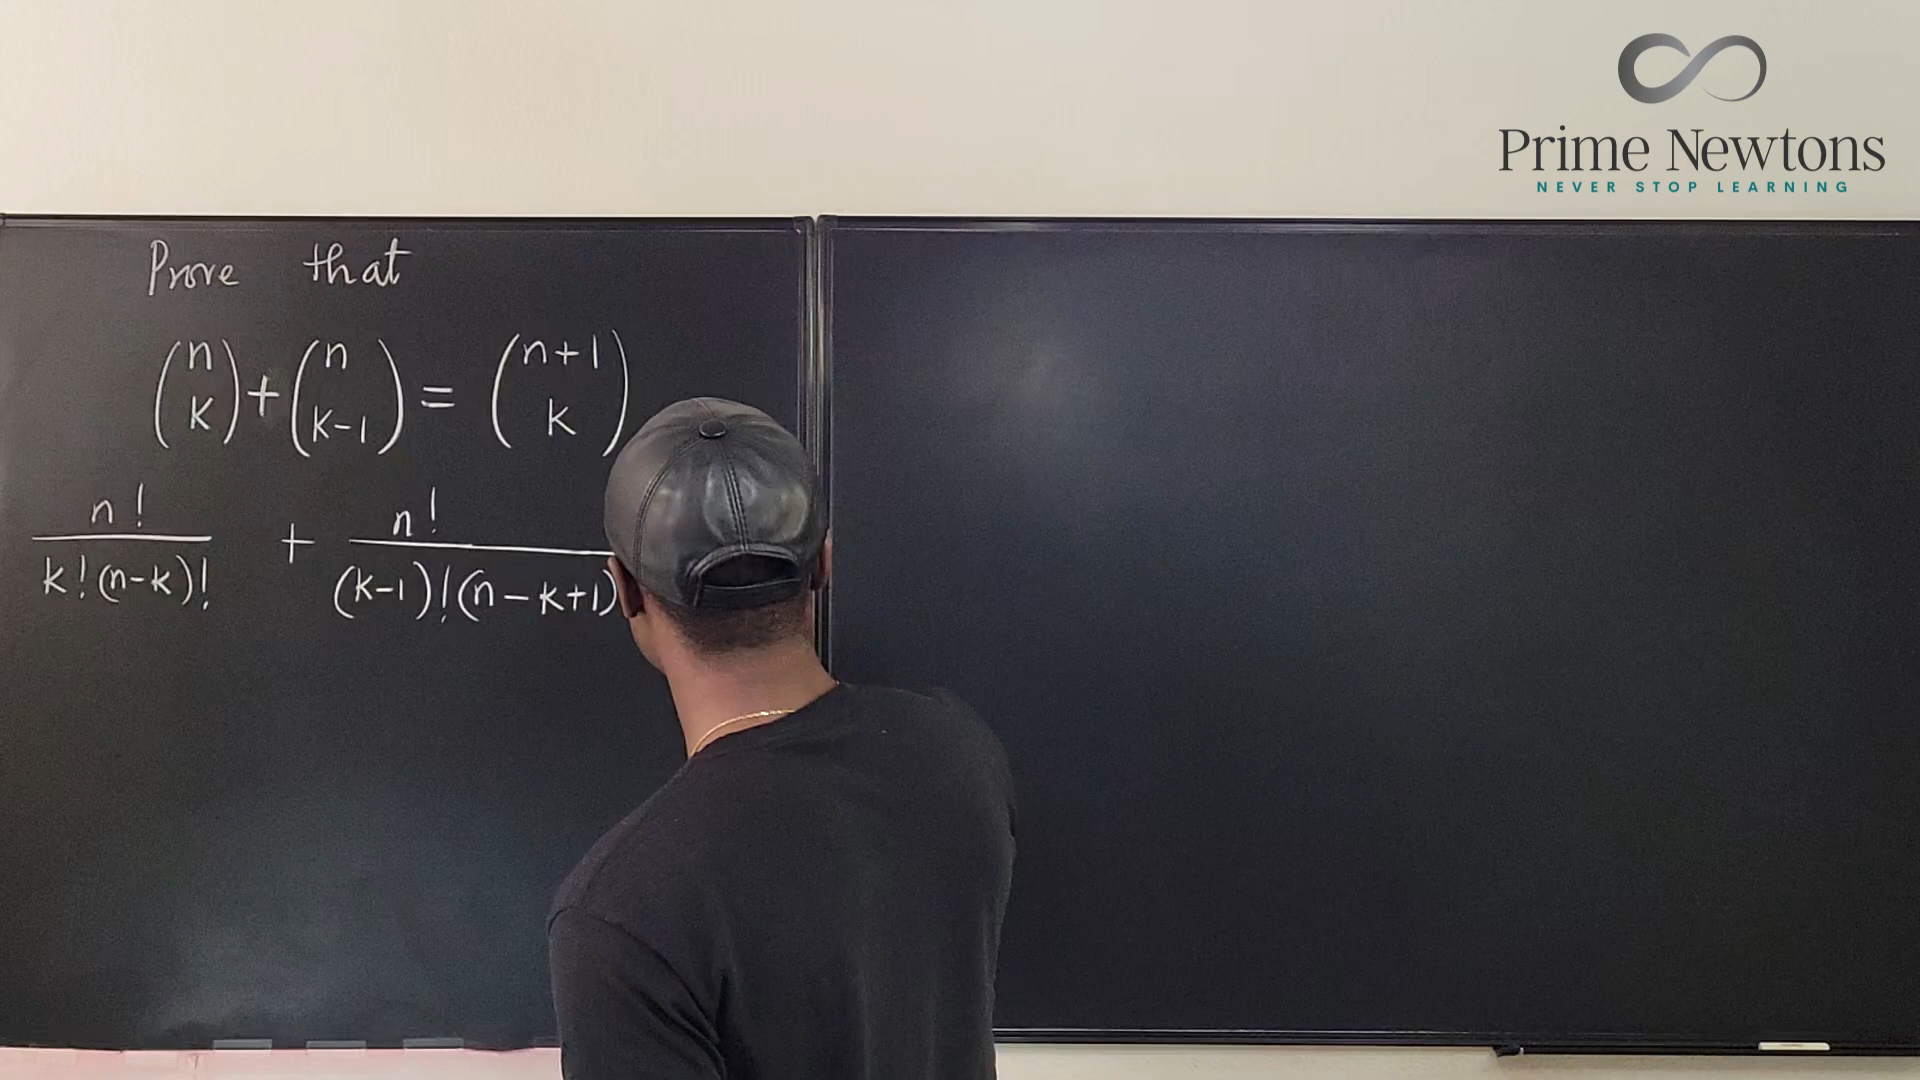 Prime Newtons
NEVER STOP LEARNING
Prove that
(n k) + (n k-1) = (n+1 k)
n! / k!(n-k)! + n! / (k-1)!(n-k+1)